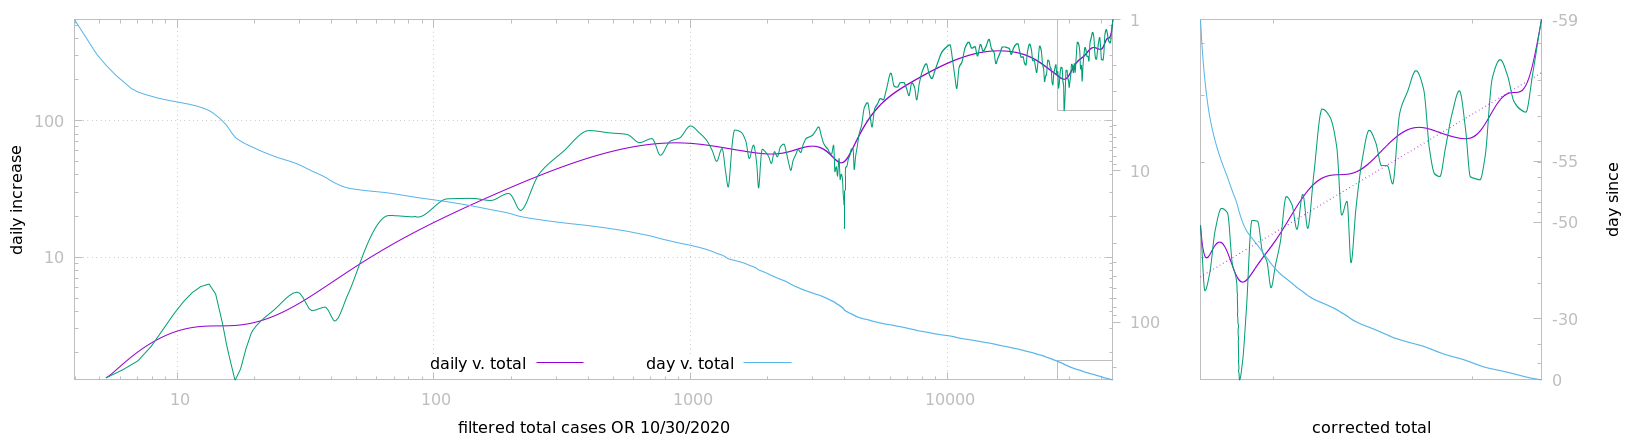 daily increase
100
10
daily v. total
day v. total
10
100
1000
10000
filtered total cases OR 10/30/2020
1
10
100
-59
-55
-50
-30
0
day since
corrected total